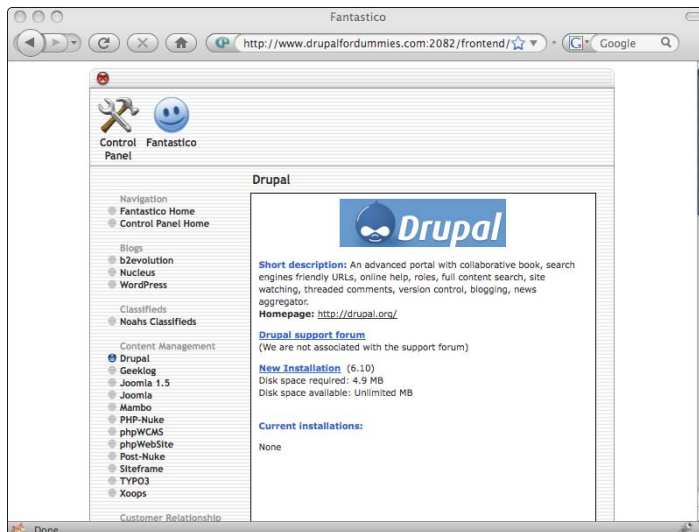 Fantastico
http://www.drupalfordummies.com:2082/frontend/
Google
Control Panel
Fantastico
Drupal
Navigation
Fantastico Home
Control Panel Home
Blogs
b2evolution
Nucleus
WordPress
Classifieds
Noahs Classifieds
Content Management
Drupal
Geeklog
Joomla 1.5
Joomla
Mambo
PHP-Nuke
phpWCMS
phpWebSite
Post-Nuke
Siteframe
TYPO3
Xoops
Customer Relationship
Drupal
Short description: An advanced portal with collaborative book, search
engines friendly URLs, online help, roles, full content search, site
watching, threaded comments, version control, blogging, news
aggregator.
Homepage: http://drupal.org/
Drupal support forum
(We are not associated with the support forum)
New Installation (6.10)
Disk space required: 4.9 MB
Disk space available: Unlimited MB
Current installations:
None
Done